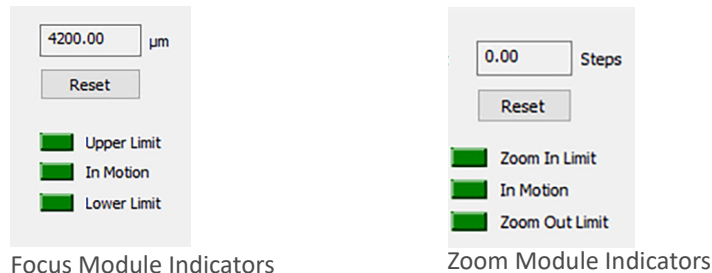 4200.00 μm
Reset
Upper Limit
In Motion
Lower Limit
Focus Module Indicators
0.00 Steps
Reset
Zoom In Limit
In Motion
Zoom Out Limit
Zoom Module Indicators